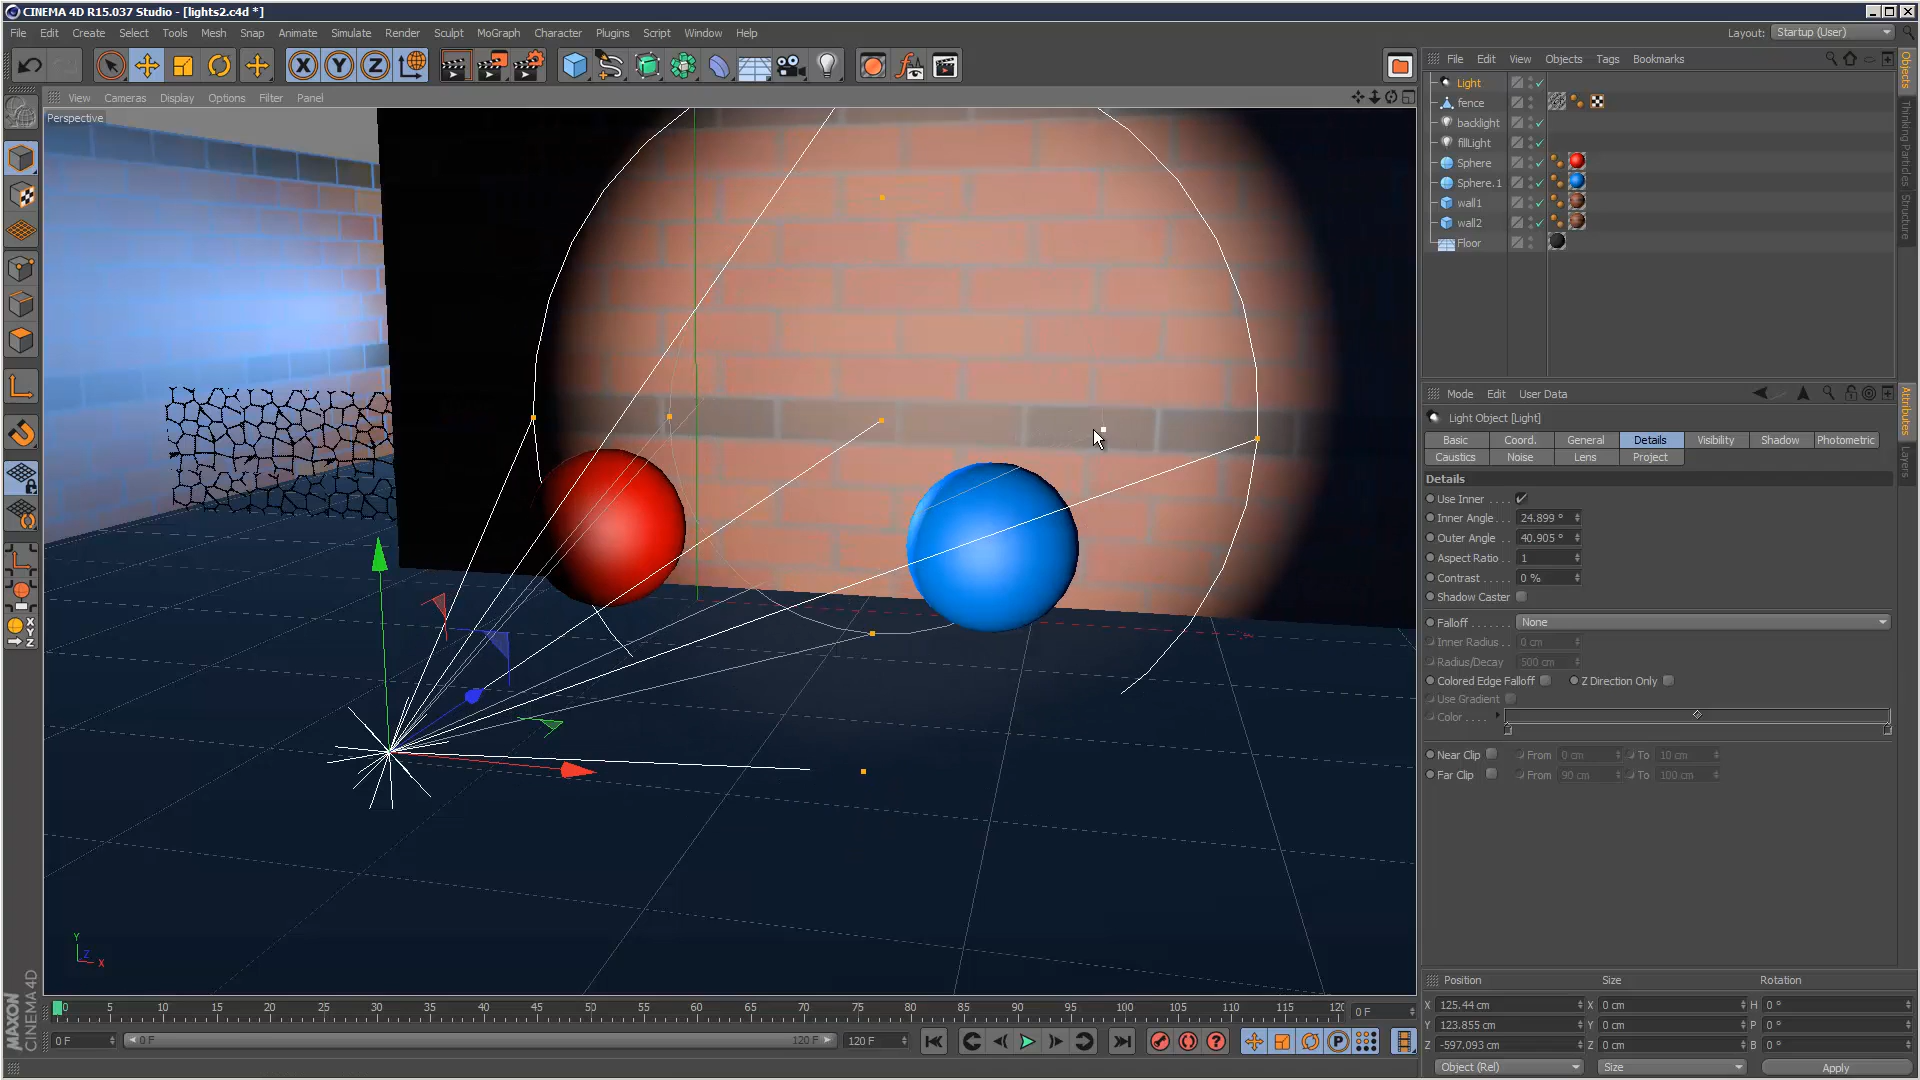 CINEMA 4D R15.037 Studio - [lights2.c4d *]
File Edit Create Select Tools Mesh Snap Animate Simulate Render Sculpt MoGraph Character Plugins Script Window Help
Layout: Startup (User)
View Cameras Display Options Filter Panel
Perspective
File Edit View Objects Tags Bookmarks
Light
fence
backlight
fillLight
Sphere
Sphere.1
wall1
wall2
Floor
Objects
Thinking Particles
Structure
Mode Edit User Data
Light Object [Light]
Basic Coord. General Details Visibility Shadow Photometric
Caustics Noise Lens Project
Attributes
Layers
Details
Use Inner . . . .
Inner Angle . . . 24.899 °
Outer Angle . . 40.905 °
Aspect Ratio . . 1
Contrast . . . . . 0 %
Shadow Caster
Falloff . . . . . . . None
Inner Radius . . 0 cm
Radius/Decay 500 cm
Colored Edge Falloff Z Direction Only
Use Gradient
Color . . . .
Near Clip From 0 cm To 10 cm
Far Clip From 90 cm To 100 cm
Y
Z
X
0 5 10 15 20 25 30 35 40 45 50 55 60 65 70 75 80 85 90 95 100 105 110 115 120 0 F
0 F 0 F 120 F 120 F
MAXON
CINEMA 4D
Position Size Rotation
X 125.44 cm X 0 cm H 0 °
Y 123.855 cm Y 0 cm P 0 °
Z -597.093 cm Z 0 cm B 0 °
Object (Rel) Size Apply